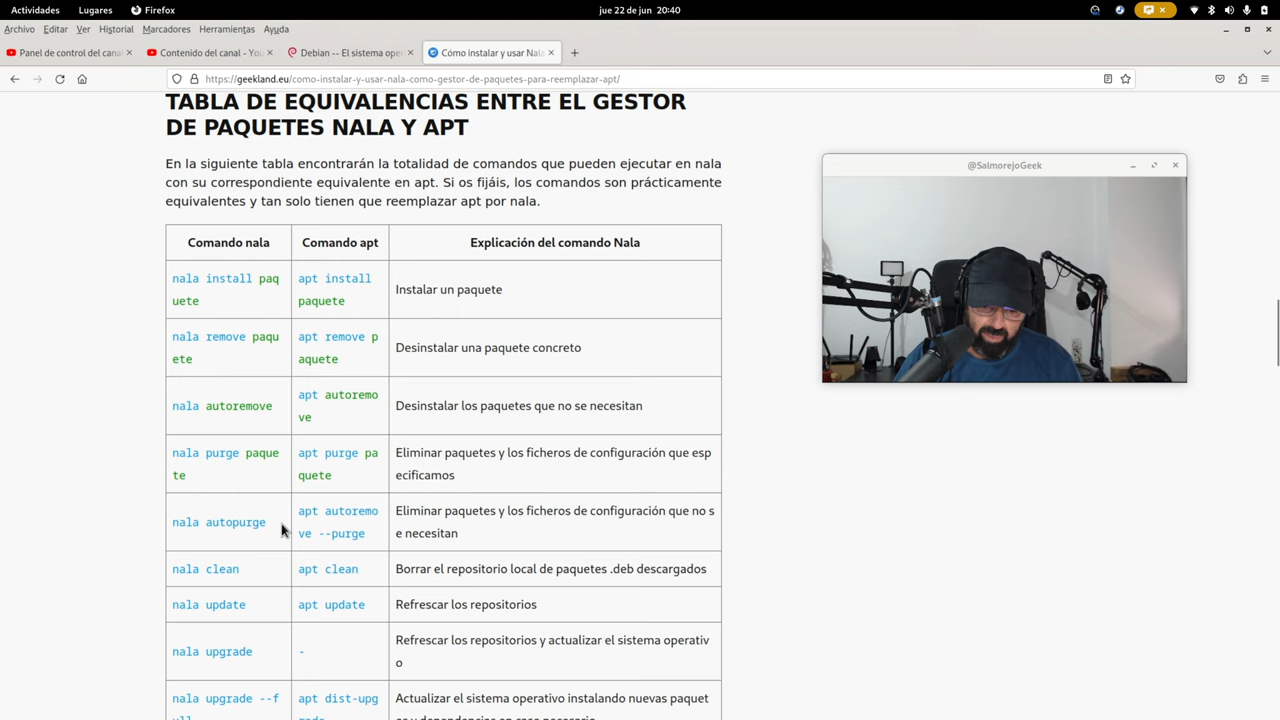 Actividades Lugares Firefox jue 22 de jun 20:40
Archivo Editar Ver Historial Marcadores Herramientas Ayuda
Panel de control del cana Contenido del canal - You Debian -- El sistema oper Cómo instalar y usar Nala
https://geekland.eu/como-instalar-y-usar-nala-como-gestor-de-paquetes-para-reemplazar-apt/
TABLA DE EQUIVALENCIAS ENTRE EL GESTOR
DE PAQUETES NALA Y APT
@SalmorejoGeek
En la siguiente tabla encontrarán la totalidad de comandos que pueden ejecutar en nala
con su correspondiente equivalente en apt. Si os fijáis, los comandos son prácticamente
equivalentes y tan solo tienen que reemplazar apt por nala.
Comando nala Comando apt Explicación del comando Nala
nala install paq
uete
apt install
paquete
Instalar un paquete
nala remove paqu
ete
apt remove p
aquete
Desinstalar una paquete concreto
nala autoremove
apt autoremo
ve
Desinstalar los paquetes que no se necesitan
nala purge paque
te
apt purge pa
quete
Eliminar paquetes y los ficheros de configuración que esp
ecificamos
nala autopurge
apt autoremo
ve --purge
Eliminar paquetes y los ficheros de configuración que no s
e necesitan
nala clean apt clean Borrar el repositorio local de paquetes .deb descargados
nala update apt update Refrescar los repositorios
nala upgrade - Refrescar los repositorios y actualizar el sistema operativ
o
nala upgrade --f
apt dist-upg
Actualizar el sistema operativo instalando nuevas paquet